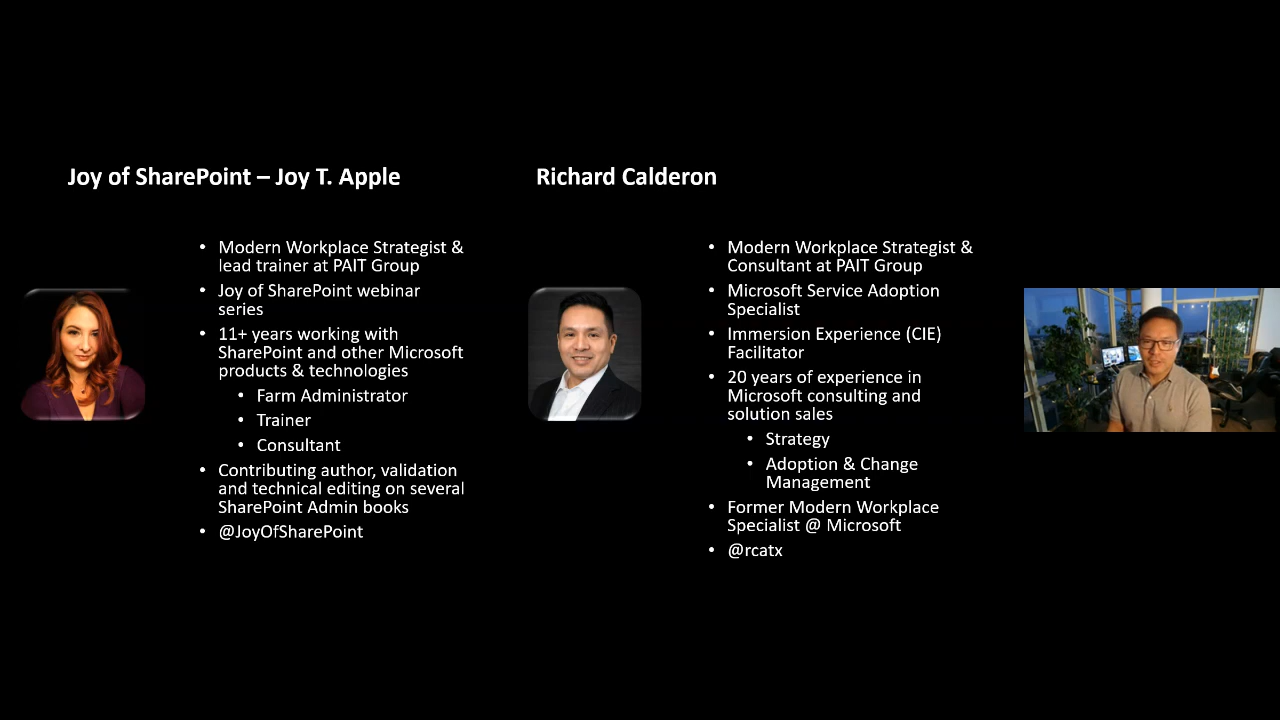 Joy of SharePoint – Joy T. Apple
• Modern Workplace Strategist &
lead trainer at PAIT Group
• Joy of SharePoint webinar
series
• 11+ years working with
SharePoint and other Microsoft
products & technologies
• Farm Administrator
• Trainer
• Consultant
• Contributing author, validation
and technical editing on several
SharePoint Admin books
• @JoyOfSharePoint
Richard Calderon
• Modern Workplace Strategist &
Consultant at PAIT Group
• Microsoft Service Adoption
Specialist
• Immersion Experience (CIE)
Facilitator
• 20 years of experience in
Microsoft consulting and
solution sales
• Strategy
• Adoption & Change
Management
• Former Modern Workplace
Specialist @ Microsoft
• @rcatx